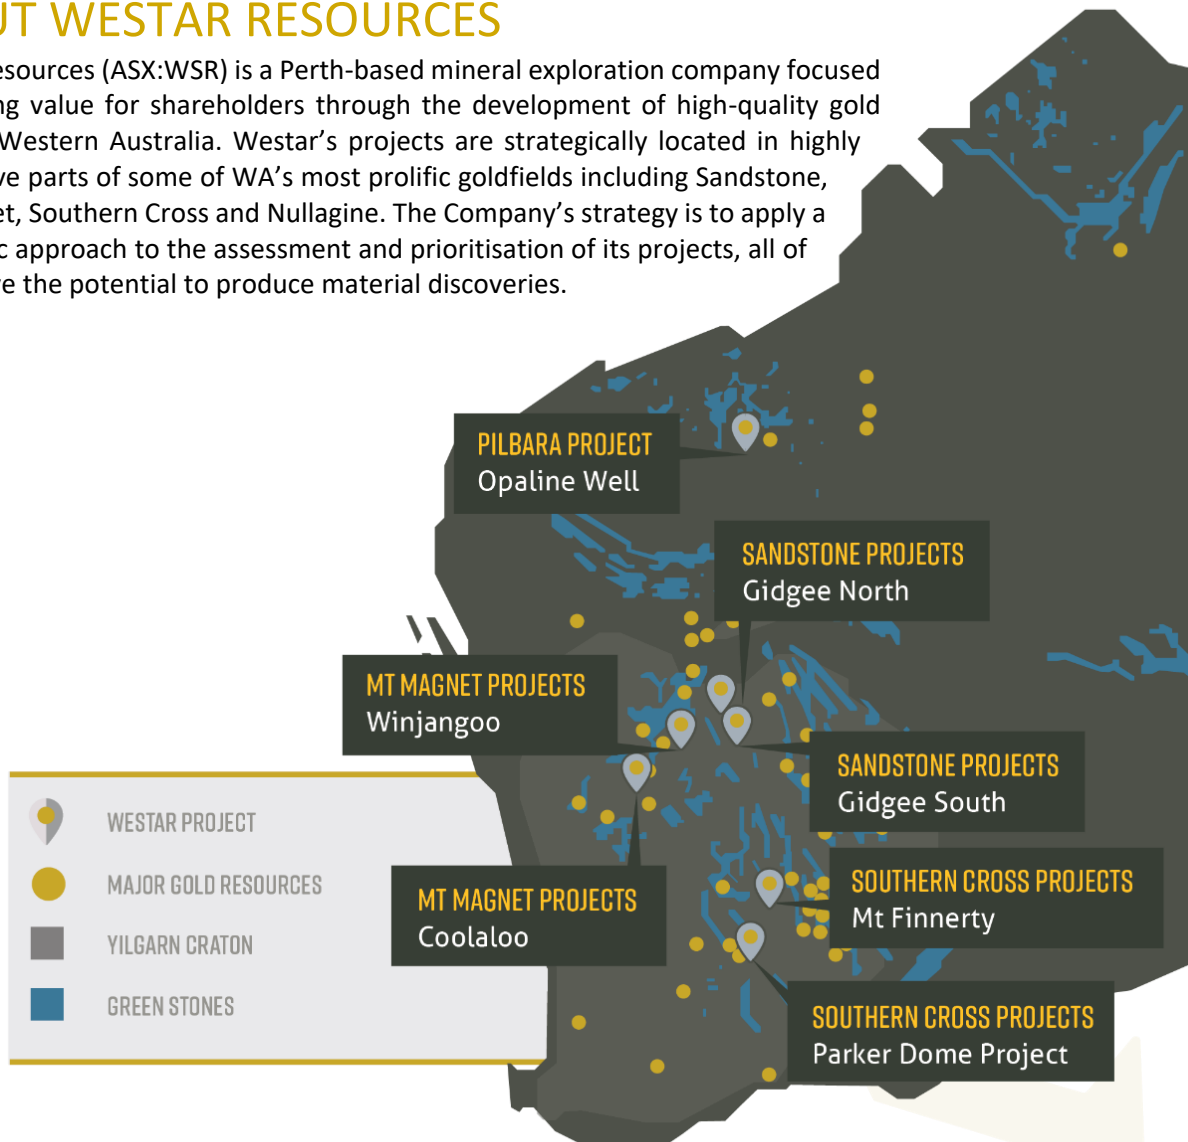 UT WESTAR RESOURCES
esources (ASX:WSR) is a Perth-based mineral exploration company focused
ng value for shareholders through the development of high-quality gold
Western Australia. Westar’s projects are strategically located in highly
ve parts of some of WA’s most prolific goldfields including Sandstone,
et, Southern Cross and Nullagine. The Company’s strategy is to apply a
c approach to the assessment and prioritisation of its projects, all of
ve the potential to produce material discoveries.
PILBARA PROJECT
Opaline Well
SANDSTONE PROJECTS
Gidgee North
MT MAGNET PROJECTS
Winjangoo
SANDSTONE PROJECTS
Gidgee South
WESTAR PROJECT
MAJOR GOLD RESOURCES
YILGARN CRATON
GREEN STONES
MT MAGNET PROJECTS
Coolaloo
SOUTHERN CROSS PROJECTS
Mt Finnerty
SOUTHERN CROSS PROJECTS
Parker Dome Project